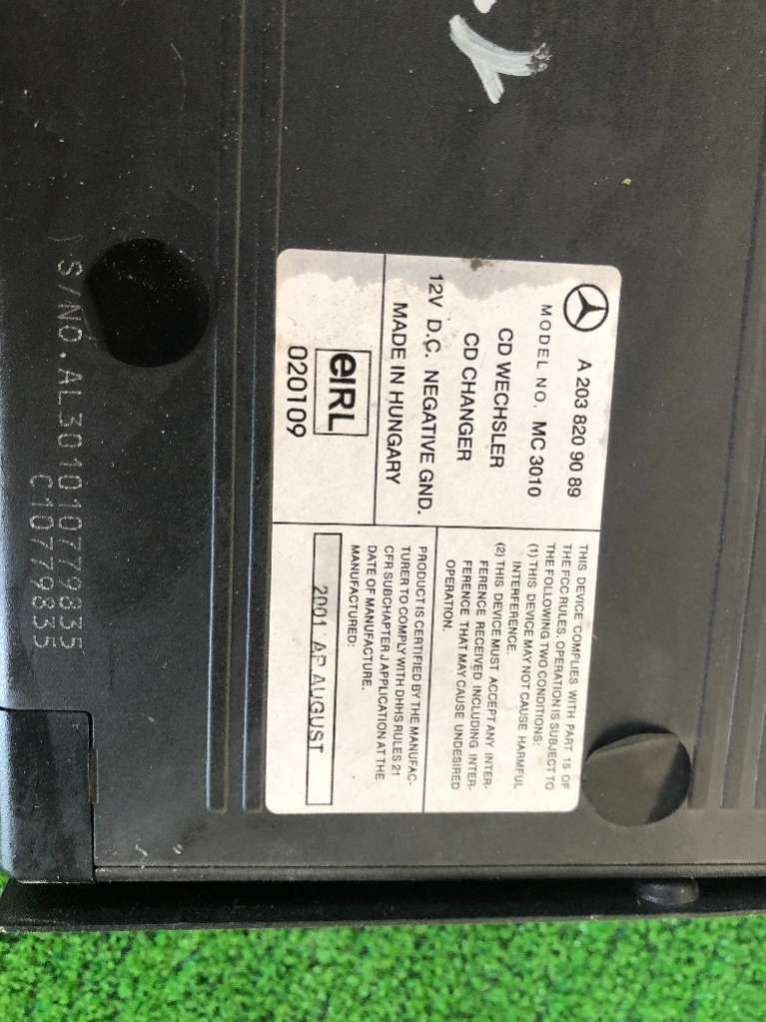 A 203 820 90 89
MODEL NO. MC 3010
CD WECHSLER
CD CHANGER
12V D.C. NEGATIVE GND.
MADE IN HUNGARY
eIRL
020109
THIS DEVICE COMPLIES WITH PART 15 OF
THE FCC RULES. OPERATION IS SUBJECT TO
THE FOLLOWING TWO CONDITIONS:
(1) THIS DEVICE MAY NOT CAUSE HARMFUL
INTERFERENCE.
(2) THIS DEVICE MUST ACCEPT ANY INTER-
FERENCE RECEIVED INCLUDING INTER-
FERENCE THAT MAY CAUSE UNDESIRED
OPERATION.
PRODUCT IS CERTIFIED BY THE MANUFAC-
TURER TO COMPLY WITH DHHS RULES 21
CFR SUBCHAPTER J APPLICATION AT THE
DATE OF MANUFACTURE.
MANUFACTURED:
2001 AP AUGUST
S/NO.AL301010779835
C10779835